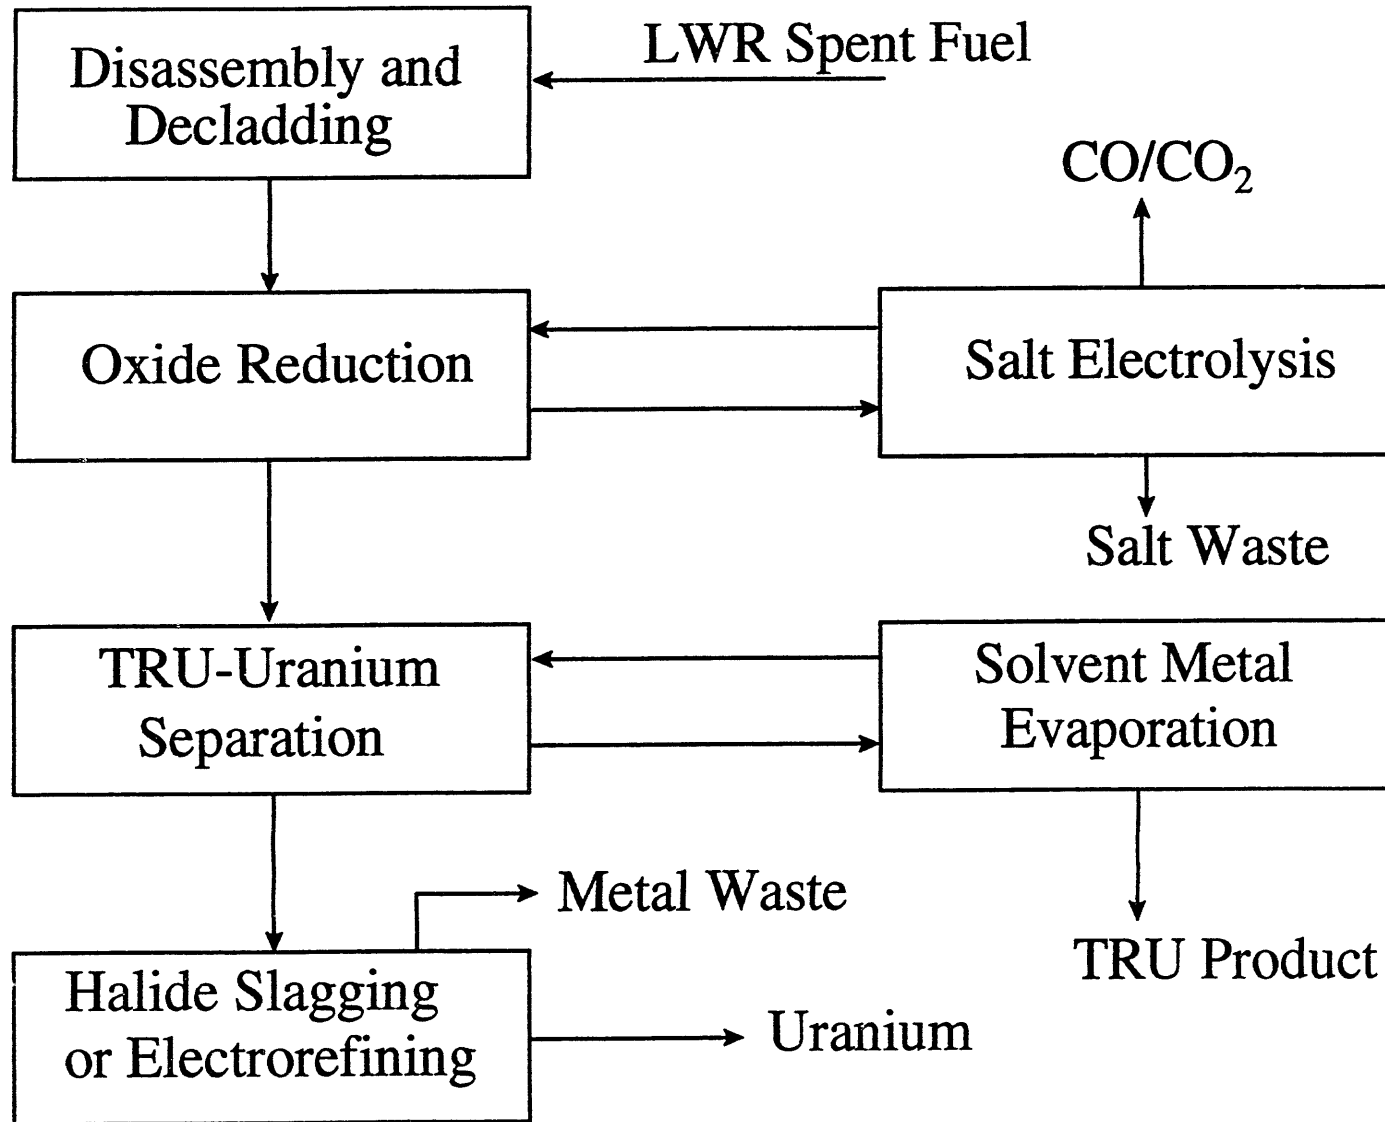 LWR Spent Fuel
Disassembly and
Decladding
CO/CO₂
Oxide Reduction
Salt Electrolysis
Salt Waste
TRU-Uranium
Separation
Solvent Metal
Evaporation
Metal Waste
TRU Product
Halide Slagging
or Electrorefining
Uranium